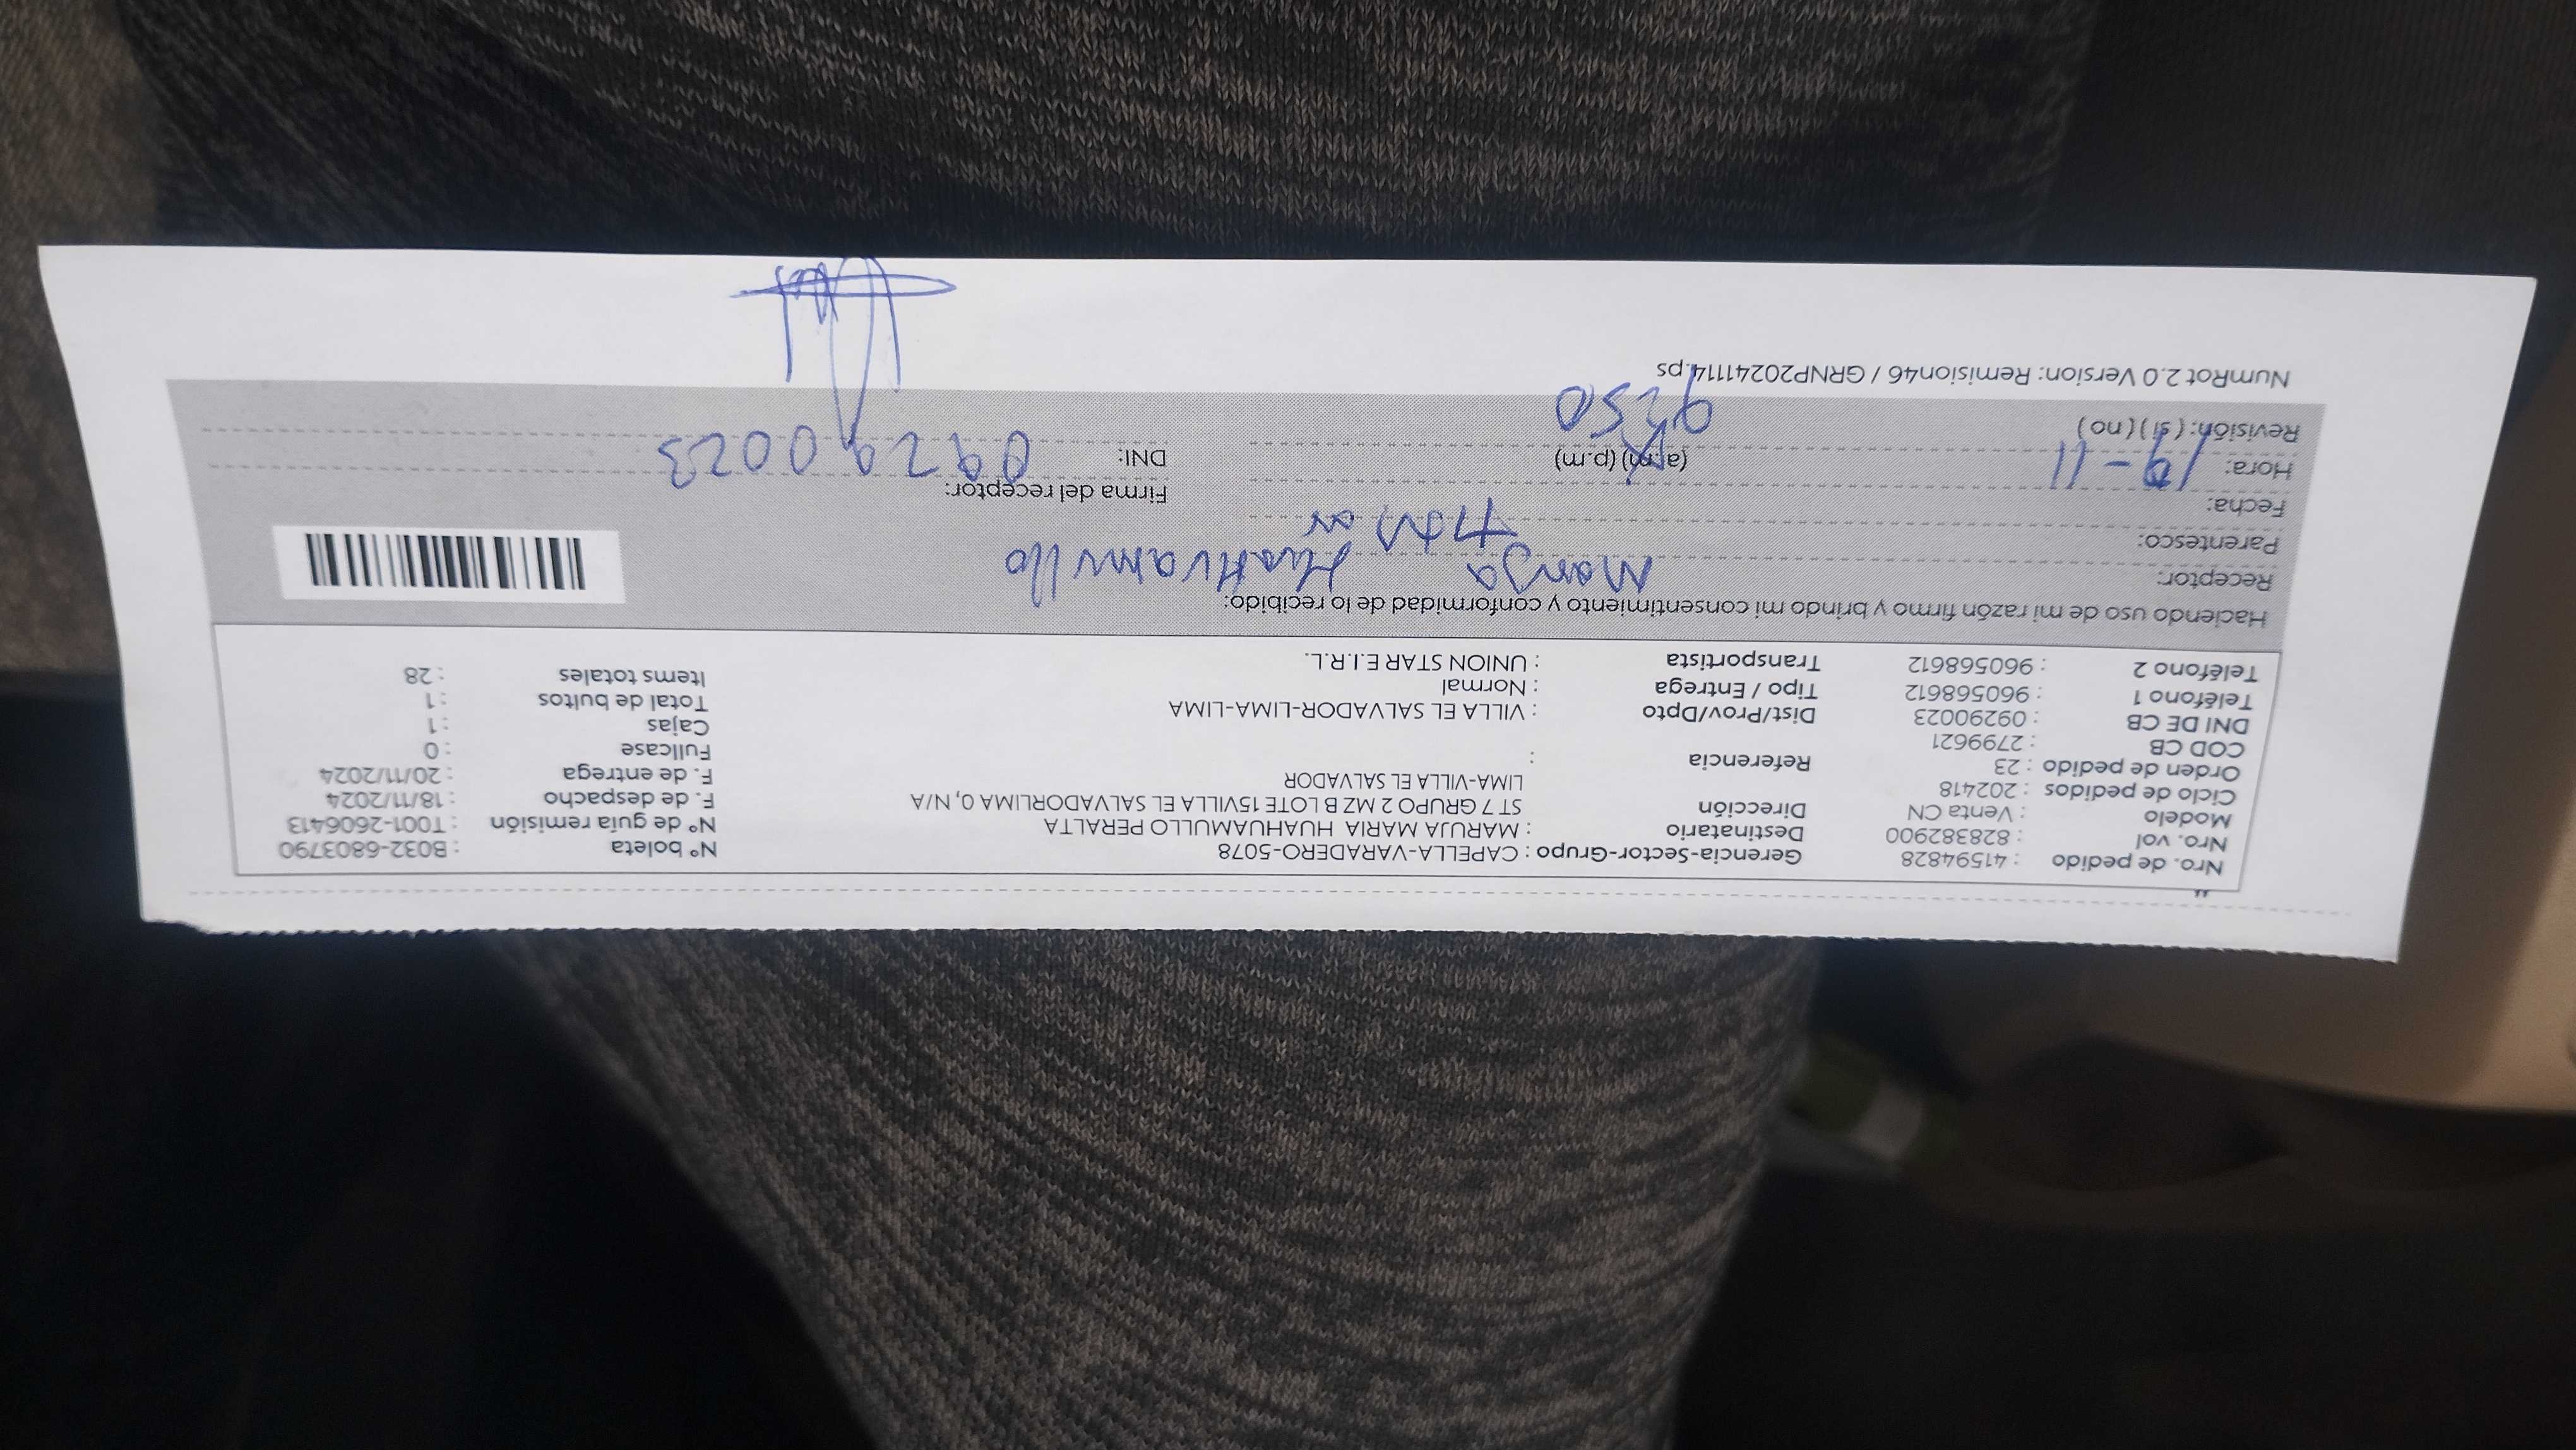 Nro. de pedido : 41594828 Gerencia-Sector-Grupo : CAPELLA-VARADERO-5078 N° boleta : B032-6803790
Nro. vol : 828382900 Destinatario : MARUJA MARIA HUAHUAMULLO PERALTA N° de guía remisión : T001-2606413
Modelo : Venta CN Dirección ST 7 GRUPO 2 MZ B LOTE 15VILLA EL SALVADORLIMA 0, N/A F. de despacho : 18/11/2024
Ciclo de pedidos : 202418 LIMA-VILLA EL SALVADOR F. de entrega : 20/11/2024
Orden de pedido : 23 Referencia : Fullcase : 0
COD CB : 2799621 Cajas : 1
DNI DE CB : 09290023 Dist/Prov/Dpto : VILLA EL SALVADOR-LIMA-LIMA Total de bultos : 1
Teléfono 1 : 960568612 Tipo / Entrega : Normal Items totales : 28
Teléfono 2 : 960568612 Transportista : UNION STAR E.I.R.L.
Haciendo uso de mi razón firmo y brindo mi consentimiento y conformidad de lo recibido:
Receptor:
Parentesco:
Fecha:
Firma del receptor:
Hora: 19-11 (a.m) (p.m) DNI: 09290023
Revisión: ( si ) ( no ) 9:50
NumRot 2.0 Version: Remision46 / GRNP20241114.ps